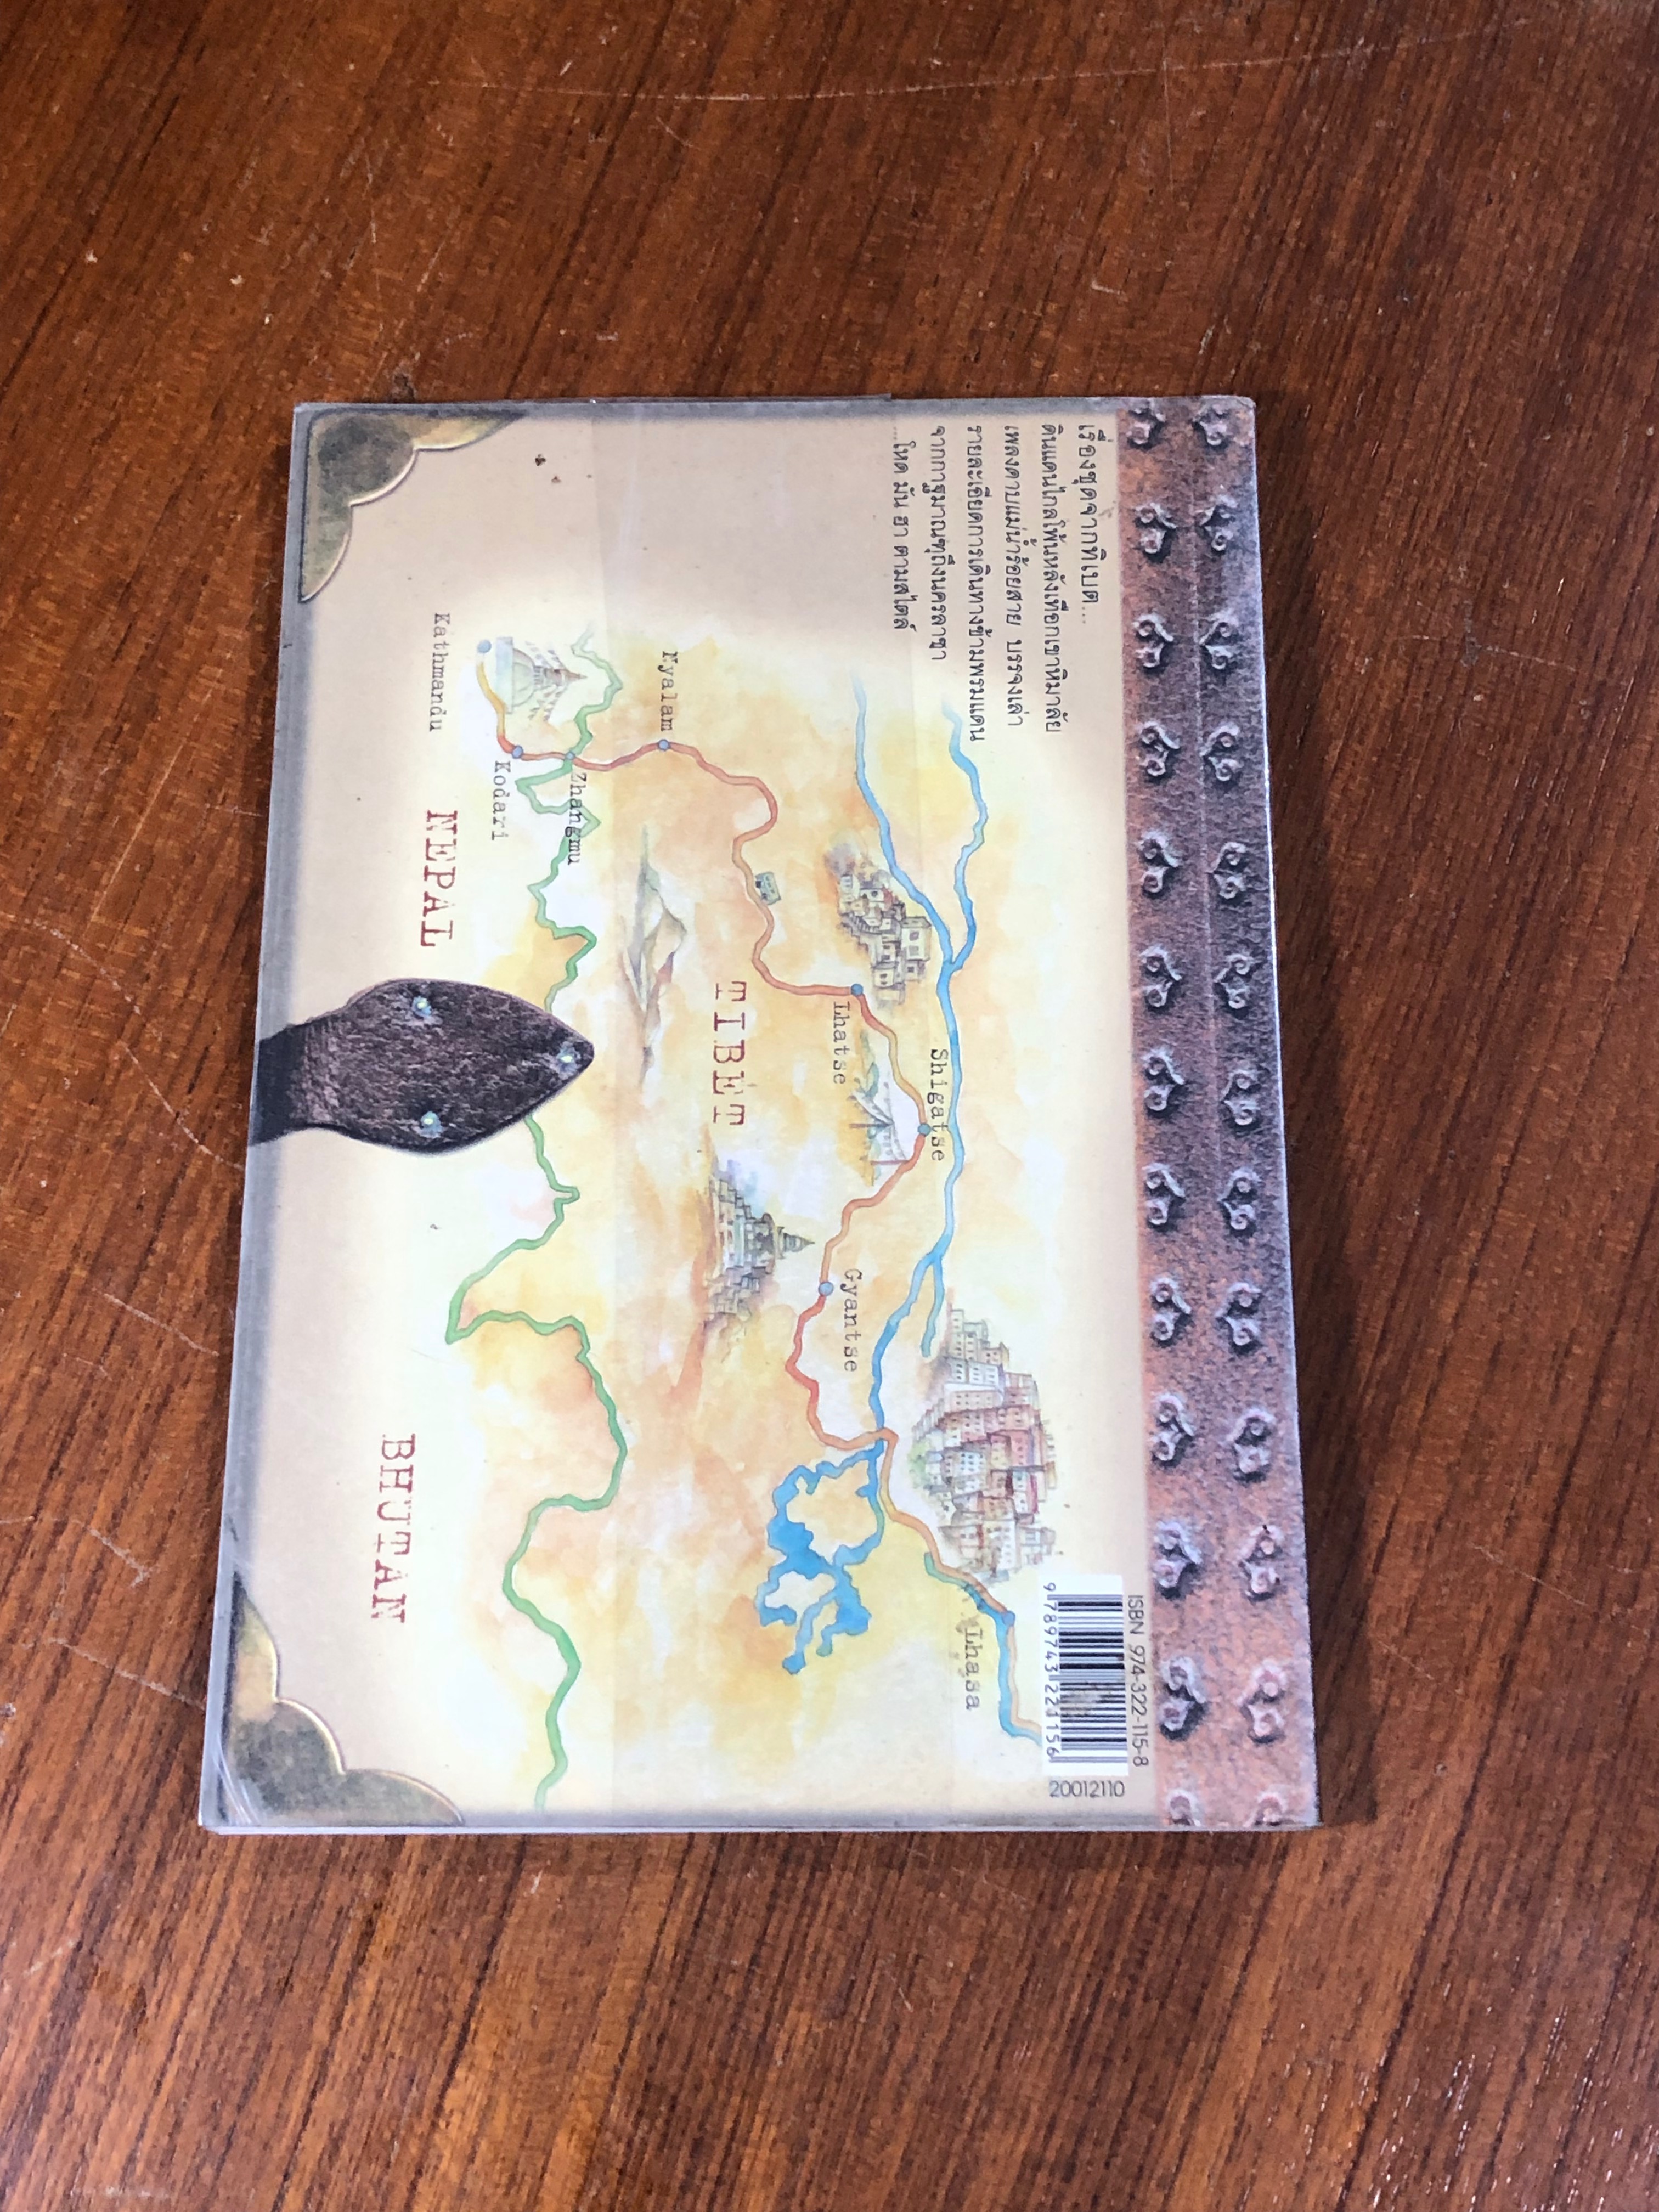 เรื่องชุดจากทิเบต...
ดินแดนไกลโพ้นหลังเทือกเขาหิมาลัย
เพลงดาบแม่น้ำร้อยสาย บรรจงเล่า
รายละเอียดการเดินทางข้ามพรมแดน
จากกาฐมาณฑุถึงนครลาซา
...โหด มัน ฮา ตามสไตล์
ISBN 974-322-115-8
9 789743 221156
20012110
Lhasa
Shigatse
Gyantse
Lhatse
TIBET
Nyalam
Zhangmu
Kodari
Kathmandu
NEPAL
BHUTAN